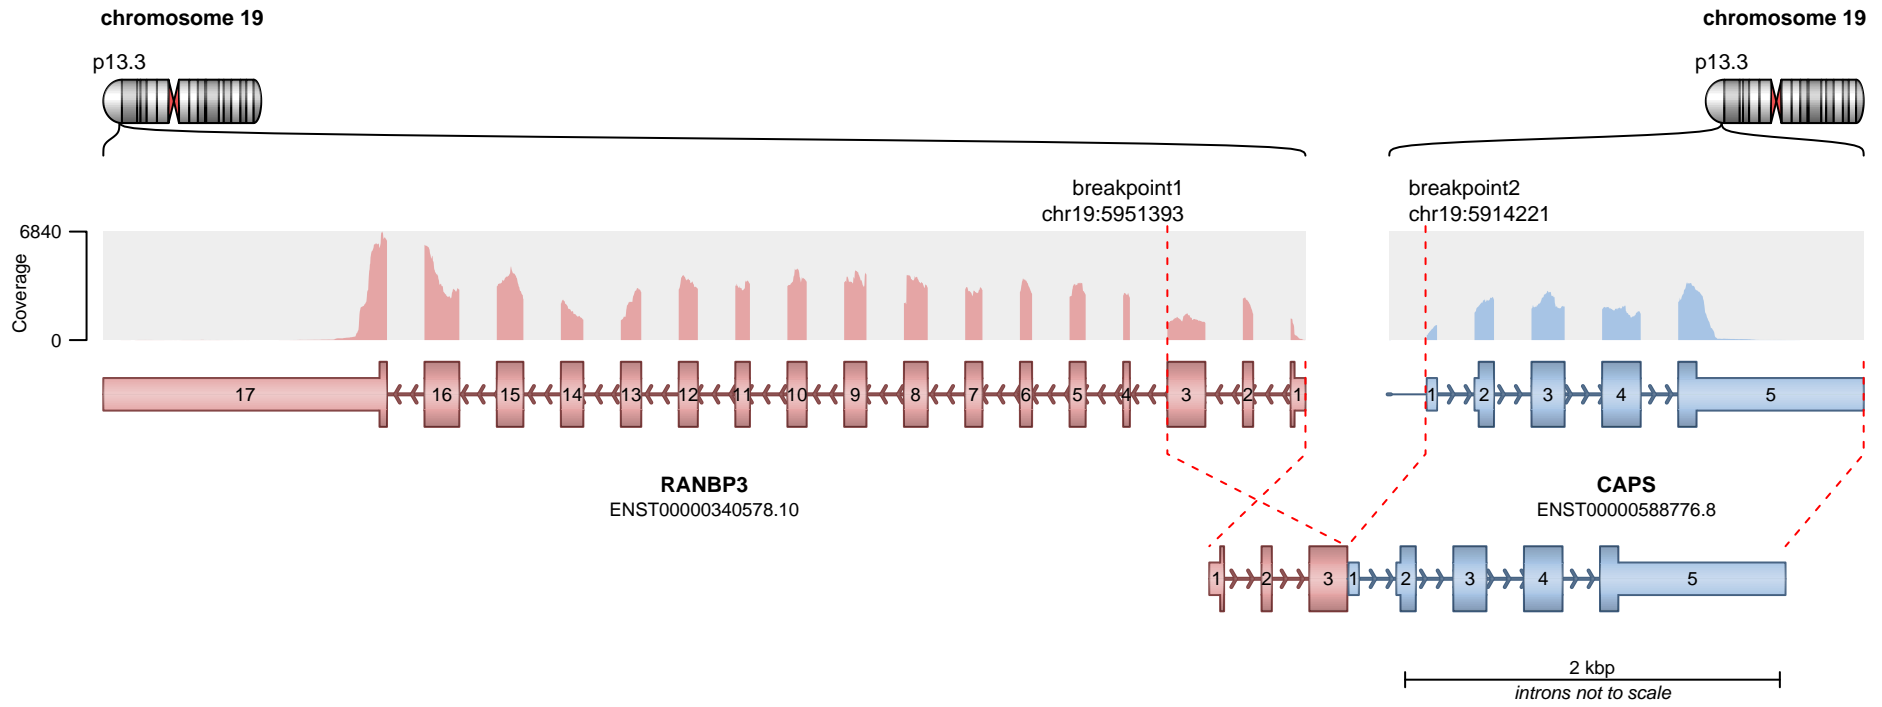 chromosome 19
chromosome 19
p13.3
p13.3
breakpoint1
chr19:5951393
breakpoint2
chr19:5914221
6840
Coverage
0
17 16 15 14 13 12 11 10 9 8 7 6 5 4 3 2 1
1 2 3 4 5
RANBP3
ENST00000340578.10
CAPS
ENST00000588776.8
1 2 3 1 2 3 4 5
2 kbp
introns not to scale